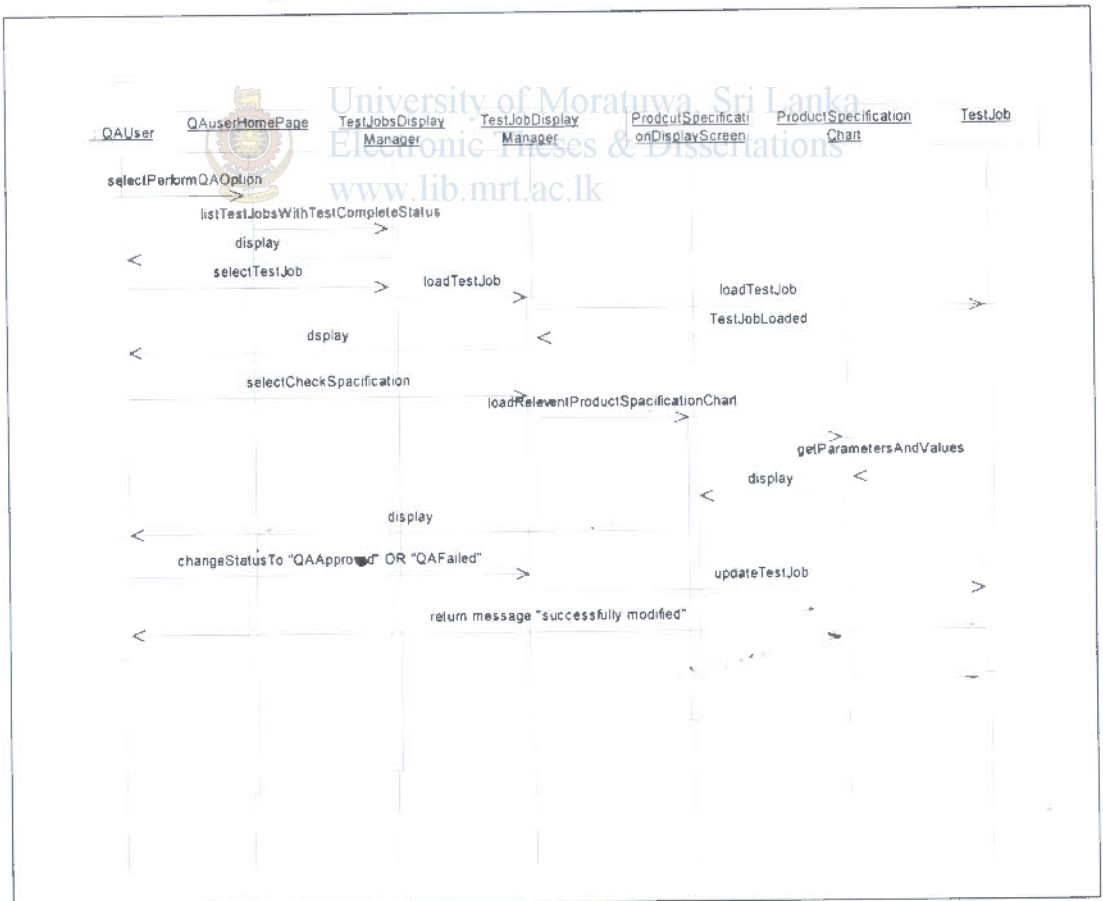 University of Moratuwa, Sri Lanka
Electronic Theses & Dissertations
www.lib.mrt.ac.lk
: QAUser
QAuserHomePage
TestJobsDisplay
Manager
TestJobDisplay
Manager
ProdcutSpecificati
onDisplayScreen
ProductSpecification
Chart
TestJob
selectPerformQAOption
listTestJobsWithTestCompleteStatus
display
selectTestJob
loadTestJob
loadTestJob
TestJobLoaded
dsplay
selectCheckSpacification
loadReleventProductSpacificationChart
getParametersAndValues
display
display
changeStatusTo "QAApproved" OR "QAFailed"
updateTestJob
return message "successfully modified"